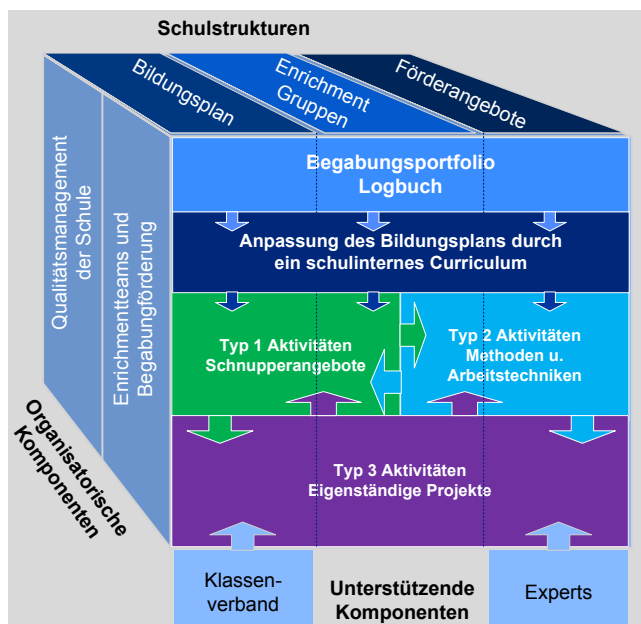 Schulstrukturen
Bildungsplan
Enrichment
Gruppen
Förderangebote
Qualitätsmanagement
der Schule
Enrichmentteams und
Begabungförderung
Organisatorische
Komponenten
Begabungsportfolio
Logbuch
Anpassung des Bildungsplans durch
ein schulinternes Curriculum
Typ 1 Aktivitäten
Schnupperangebote
Typ 2 Aktivitäten
Methoden u.
Arbeitstechniken
Typ 3 Aktivitäten
Eigenständige Projekte
Klassen-
verband
Unterstützende
Komponenten
Experts